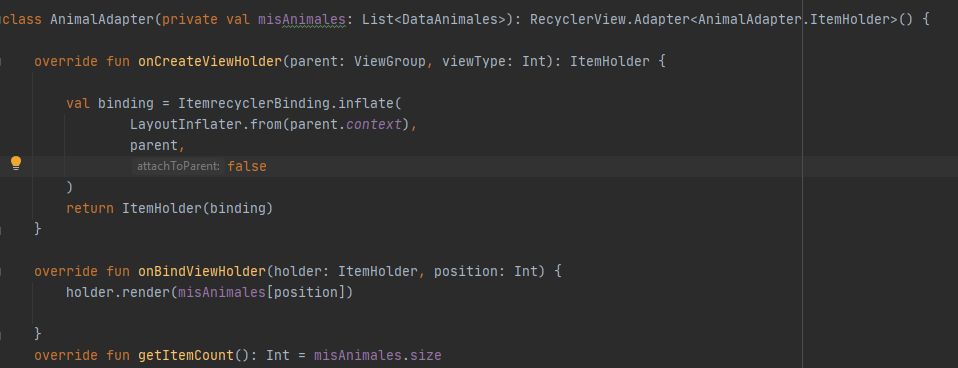 class AnimalAdapter(private val misAnimales: List<DataAnimales>): RecyclerView.Adapter<AnimalAdapter.ItemHolder>() {
override fun onCreateViewHolder(parent: ViewGroup, viewType: Int): ItemHolder {
val binding = ItemrecyclerBinding.inflate(
LayoutInflater.from(parent.context),
parent,
attachToParent: false
)
return ItemHolder(binding)
}
override fun onBindViewHolder(holder: ItemHolder, position: Int) {
holder.render(misAnimales[position])
}
override fun getItemCount(): Int = misAnimales.size